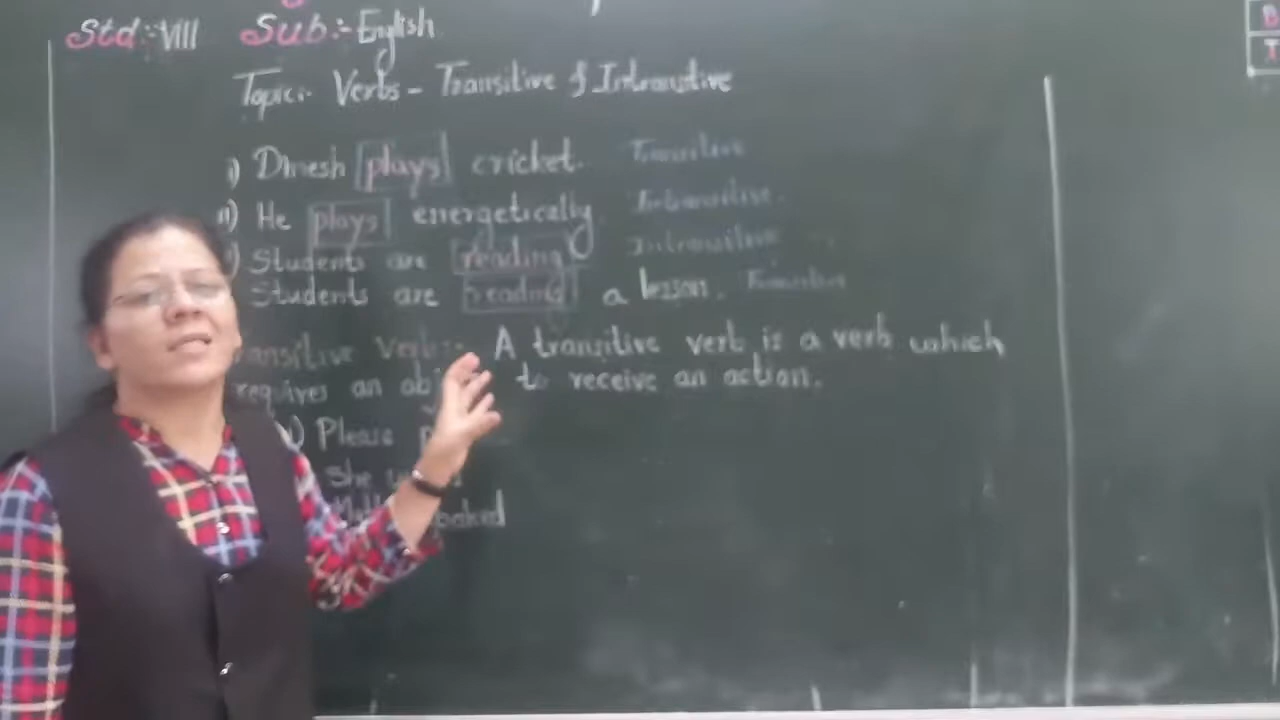 Std:-VIII Sub:-English
Topic:- Verbs - Transitive & Intransitive
i) Dinesh plays cricket. Transitive
ii) He plays energetically. Intransitive.
Students are reading Intransitive
Students are reading a lesson. Transitive
Verb:- A transitive verb is a verb which
requires an to receive an action.
Please
She
baked
B
T